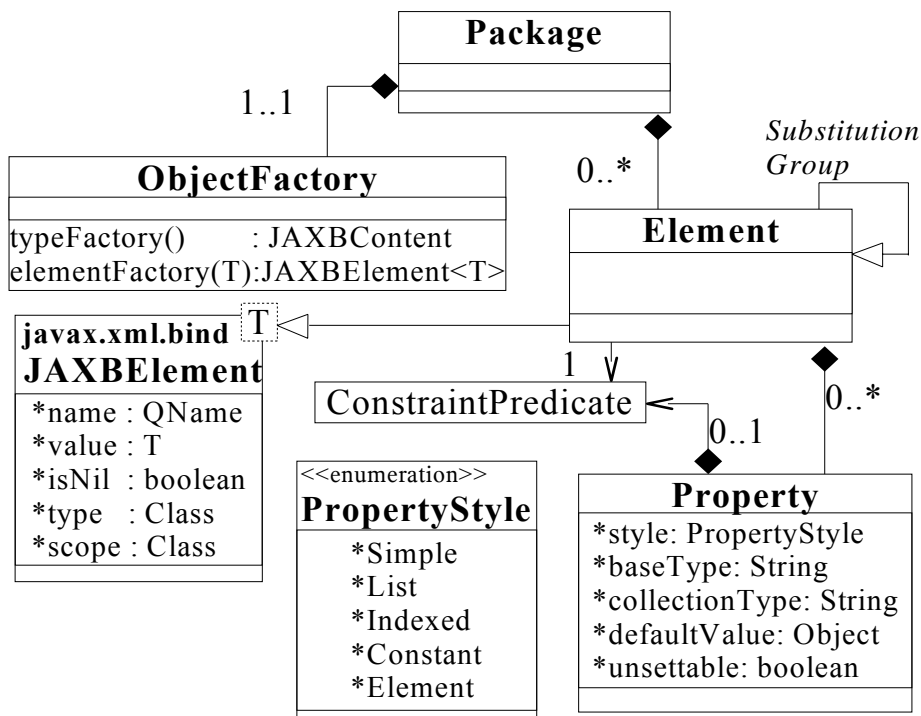 Package
1..1
0..*
Substitution
Group
ObjectFactory
typeFactory() : JAXBContent
elementFactory(T):JAXBElement<T>
Element
javax.xml.bind
T
JAXBElement
*name : QName
*value : T
*isNil : boolean
*type : Class
*scope : Class
1
ConstraintPredicate
0..1
0..*
<<enumeration>>
PropertyStyle
*Simple
*List
*Indexed
*Constant
*Element
Property
*style: PropertyStyle
*baseType: String
*collectionType: String
*defaultValue: Object
*unsettable: boolean